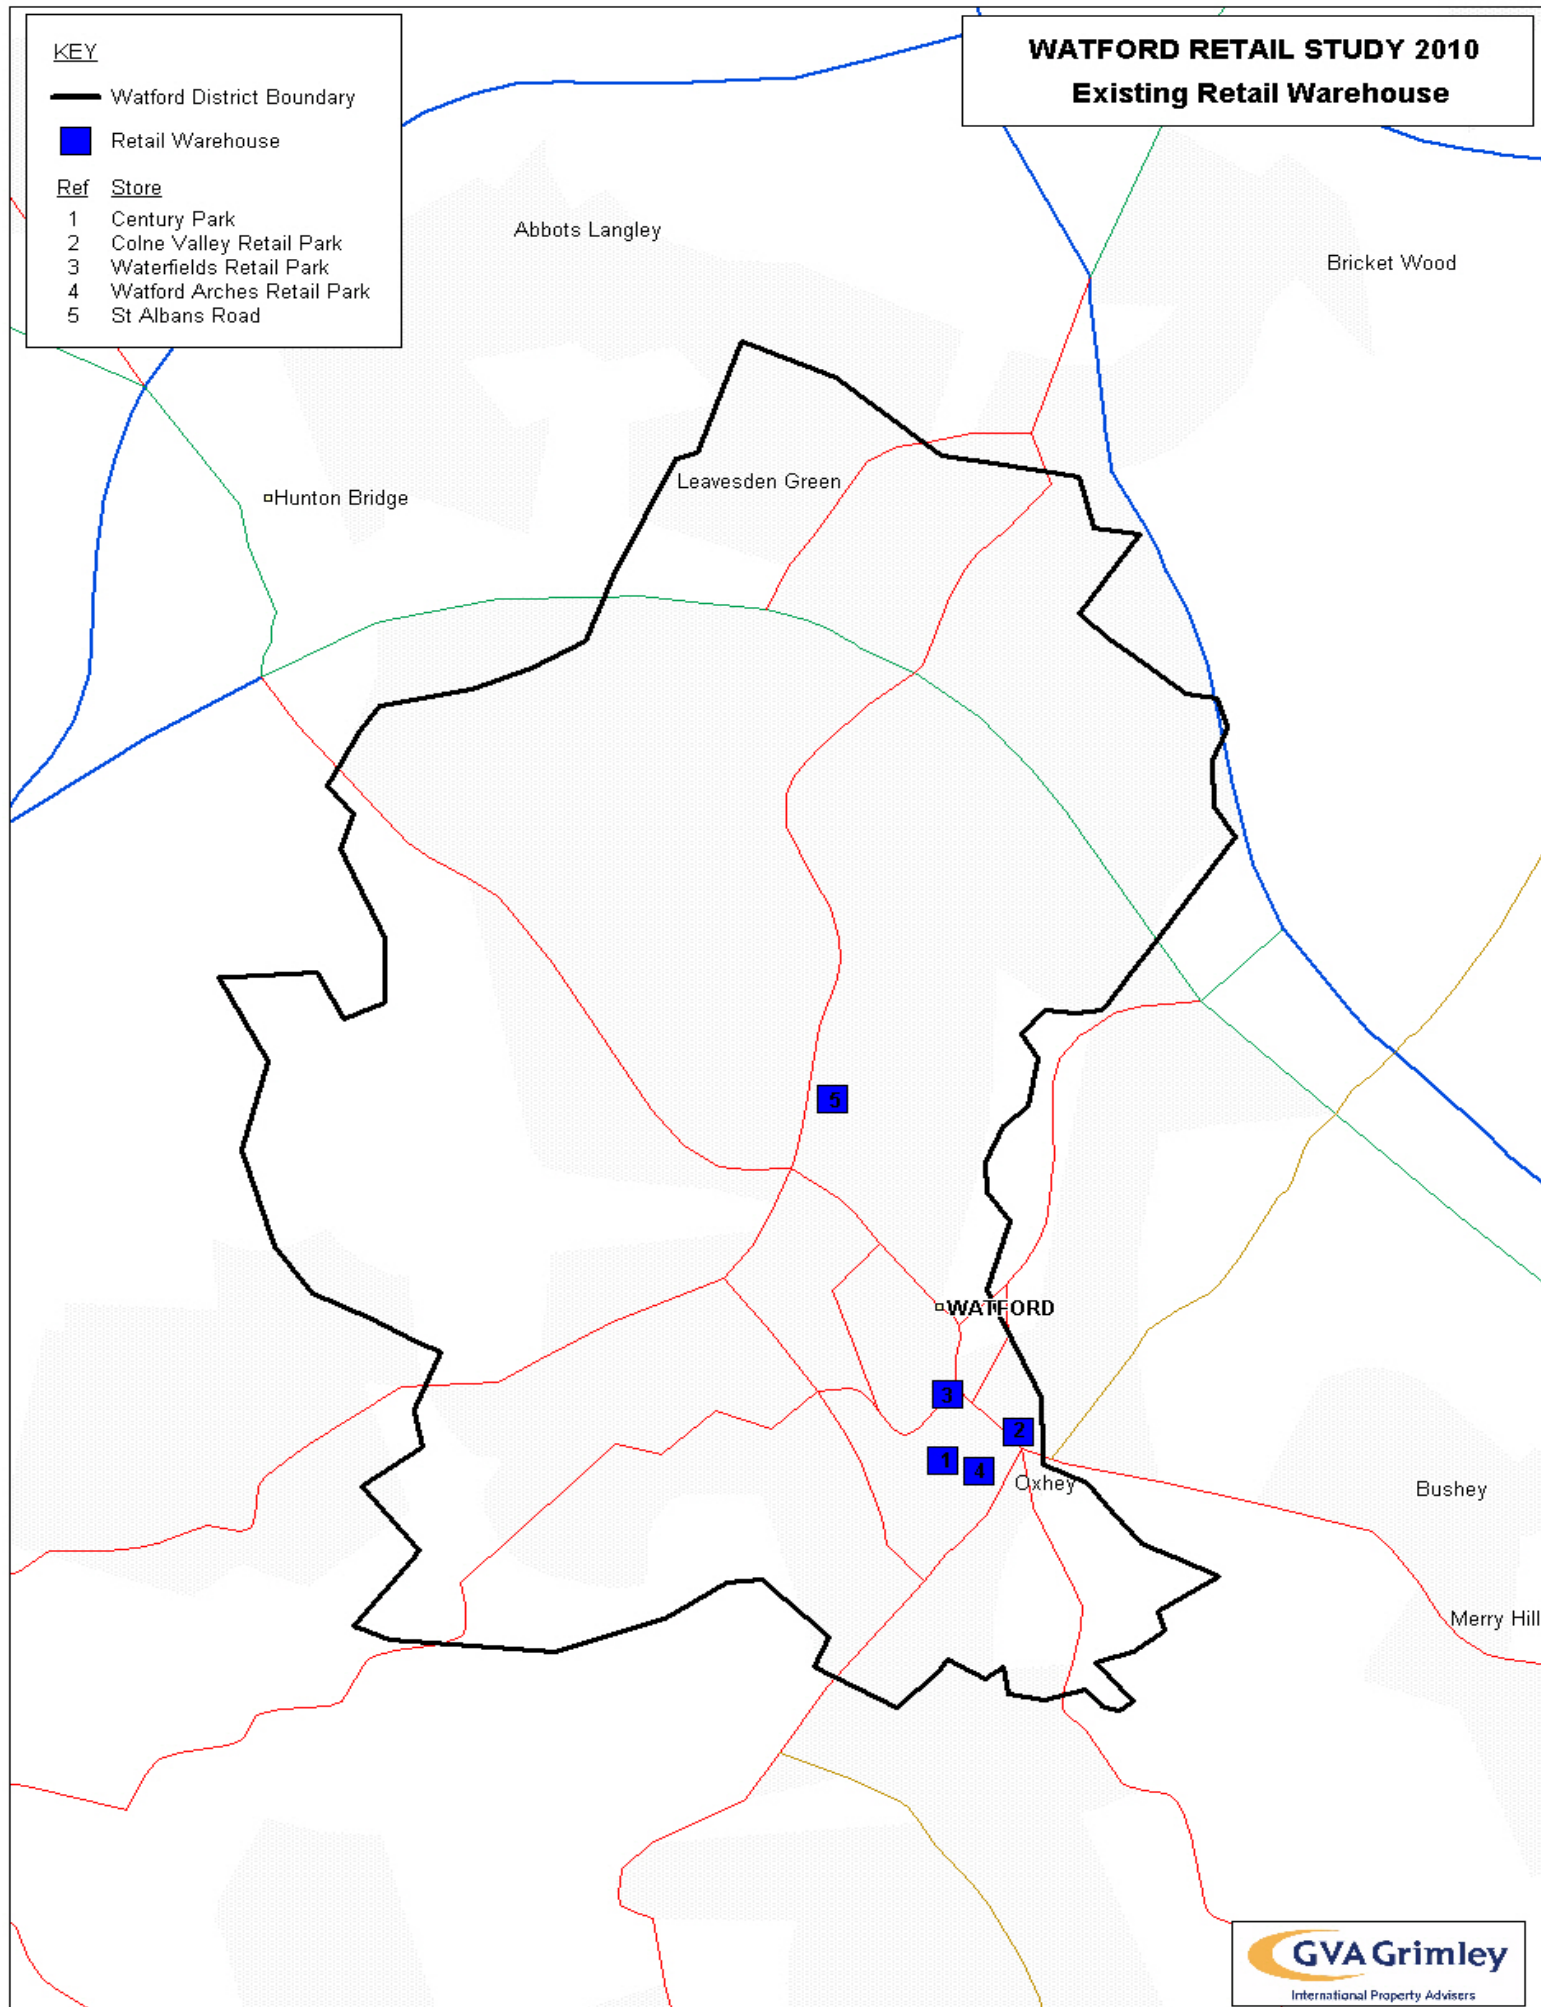 KEY
Watford District Boundary
Retail Warehouse
Ref Store
1 Century Park
2 Colne Valley Retail Park
3 Waterfields Retail Park
4 Watford Arches Retail Park
5 St Albans Road
WATFORD RETAIL STUDY 2010
Existing Retail Warehouse
Abbots Langley
Bricket Wood
Leavesden Green
Hunton Bridge
5
WATFORD
3
2
1
4
Oxhey
Bushey
Merry Hill
GVA Grimley
International Property Advisers